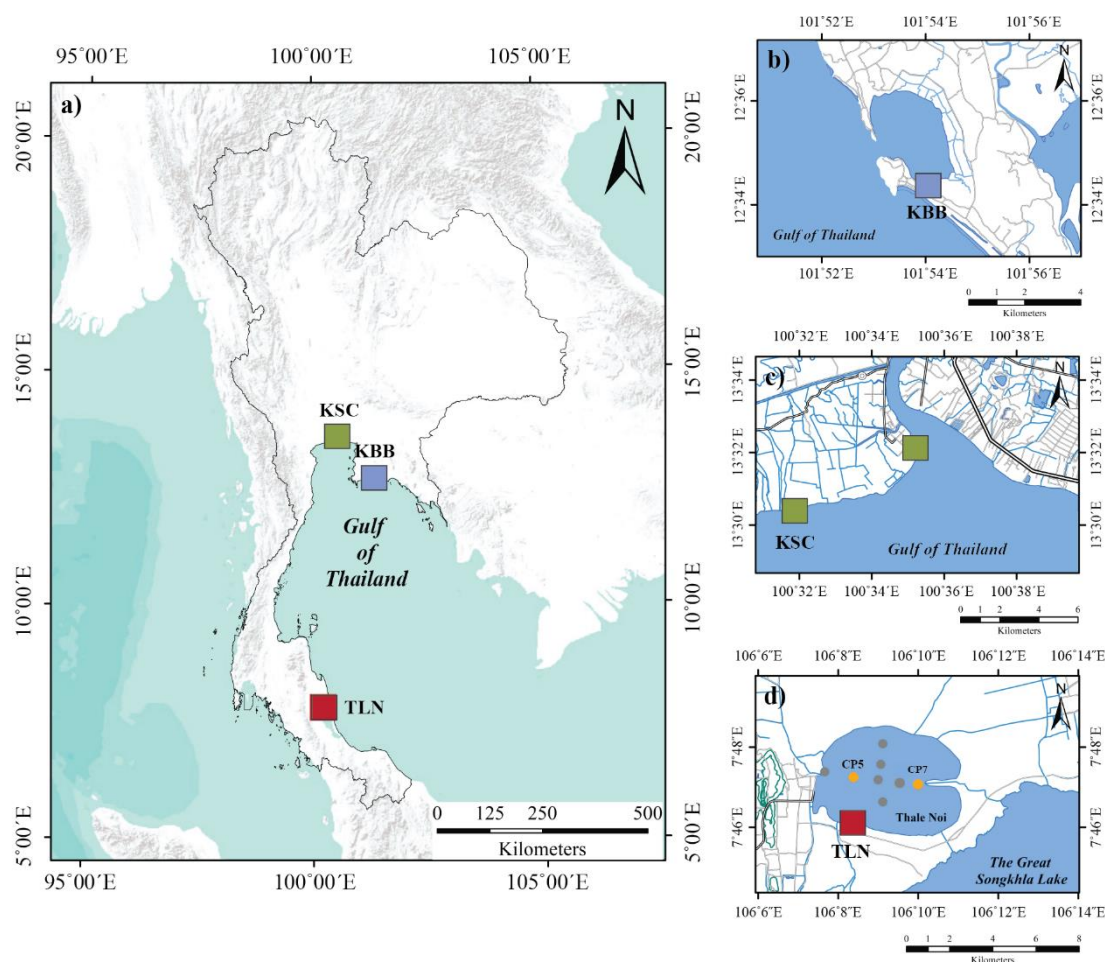 95˚00´E 100˚00´E 105˚00´E
a)
N
20˚00´E 20˚00´E
15˚00´E 15˚00´E
KSC
KBB
Gulf
of
Thailand
10˚00´E 10˚00´E
TLN
0 125 250 500
Kilometers
5˚00´E 5˚00´E
95˚00´E 100˚00´E 105˚00´E
101˚52´E 101˚54´E 101˚56´E
b)
N
12˚36´E 12˚36´E
12˚34´E 12˚34´E
KBB
Gulf of Thailand
101˚52´E 101˚54´E 101˚56´E
0 1 2 4
Kilometers
100˚32´E 100˚34´E 100˚36´E 100˚38´E
c)
N
13˚34´E 13˚34´E
13˚32´E 13˚32´E
13˚30´E 13˚30´E
KSC
Gulf of Thailand
100˚32´E 100˚34´E 100˚36´E 100˚38´E
0 1 2 4 6
Kilometers
106˚6´E 106˚8´E 106˚10´E 106˚12´E 106˚14´E
d)
N
7˚48´E 7˚48´E
CP5 CP7
Thale Noi
7˚46´E 7˚46´E
TLN
The Great
Songkhla Lake
106˚6´E 106˚8´E 106˚10´E 106˚12´E 106˚14´E
0 1 2 4 6 8
Kilometers